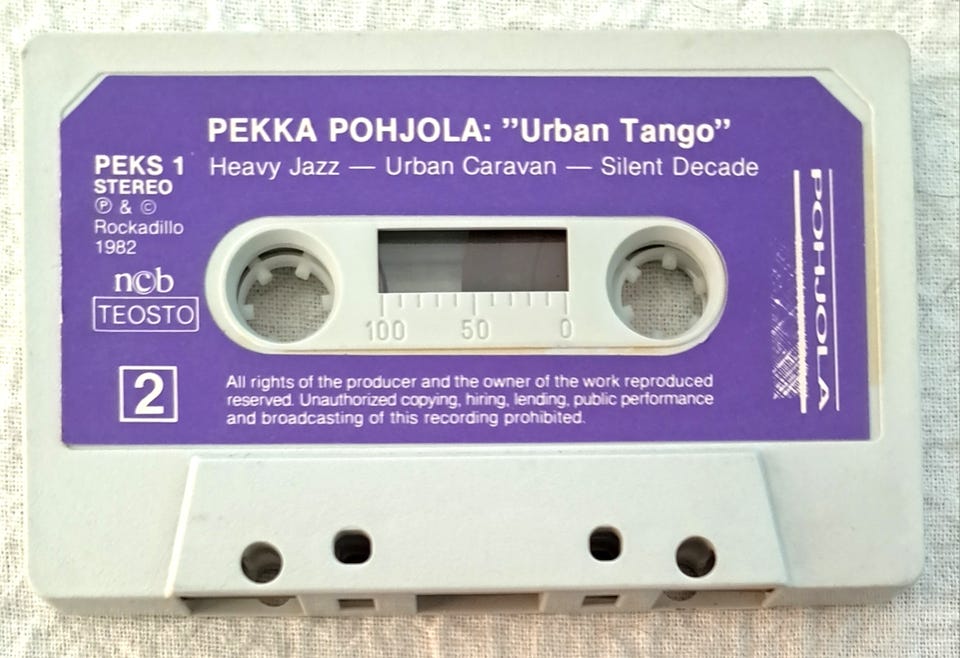 PEKKA POHJOLA: ”Urban Tango”
Heavy Jazz — Urban Caravan — Silent Decade
PEKS 1
STEREO
Ⓟ & ©
Rockadillo
1982
ncb
TEOSTO
100 50 0
POHJOLA
2
All rights of the producer and the owner of the work reproduced
reserved. Unauthorized copying, hiring, lending, public performance
and broadcasting of this recording prohibited.